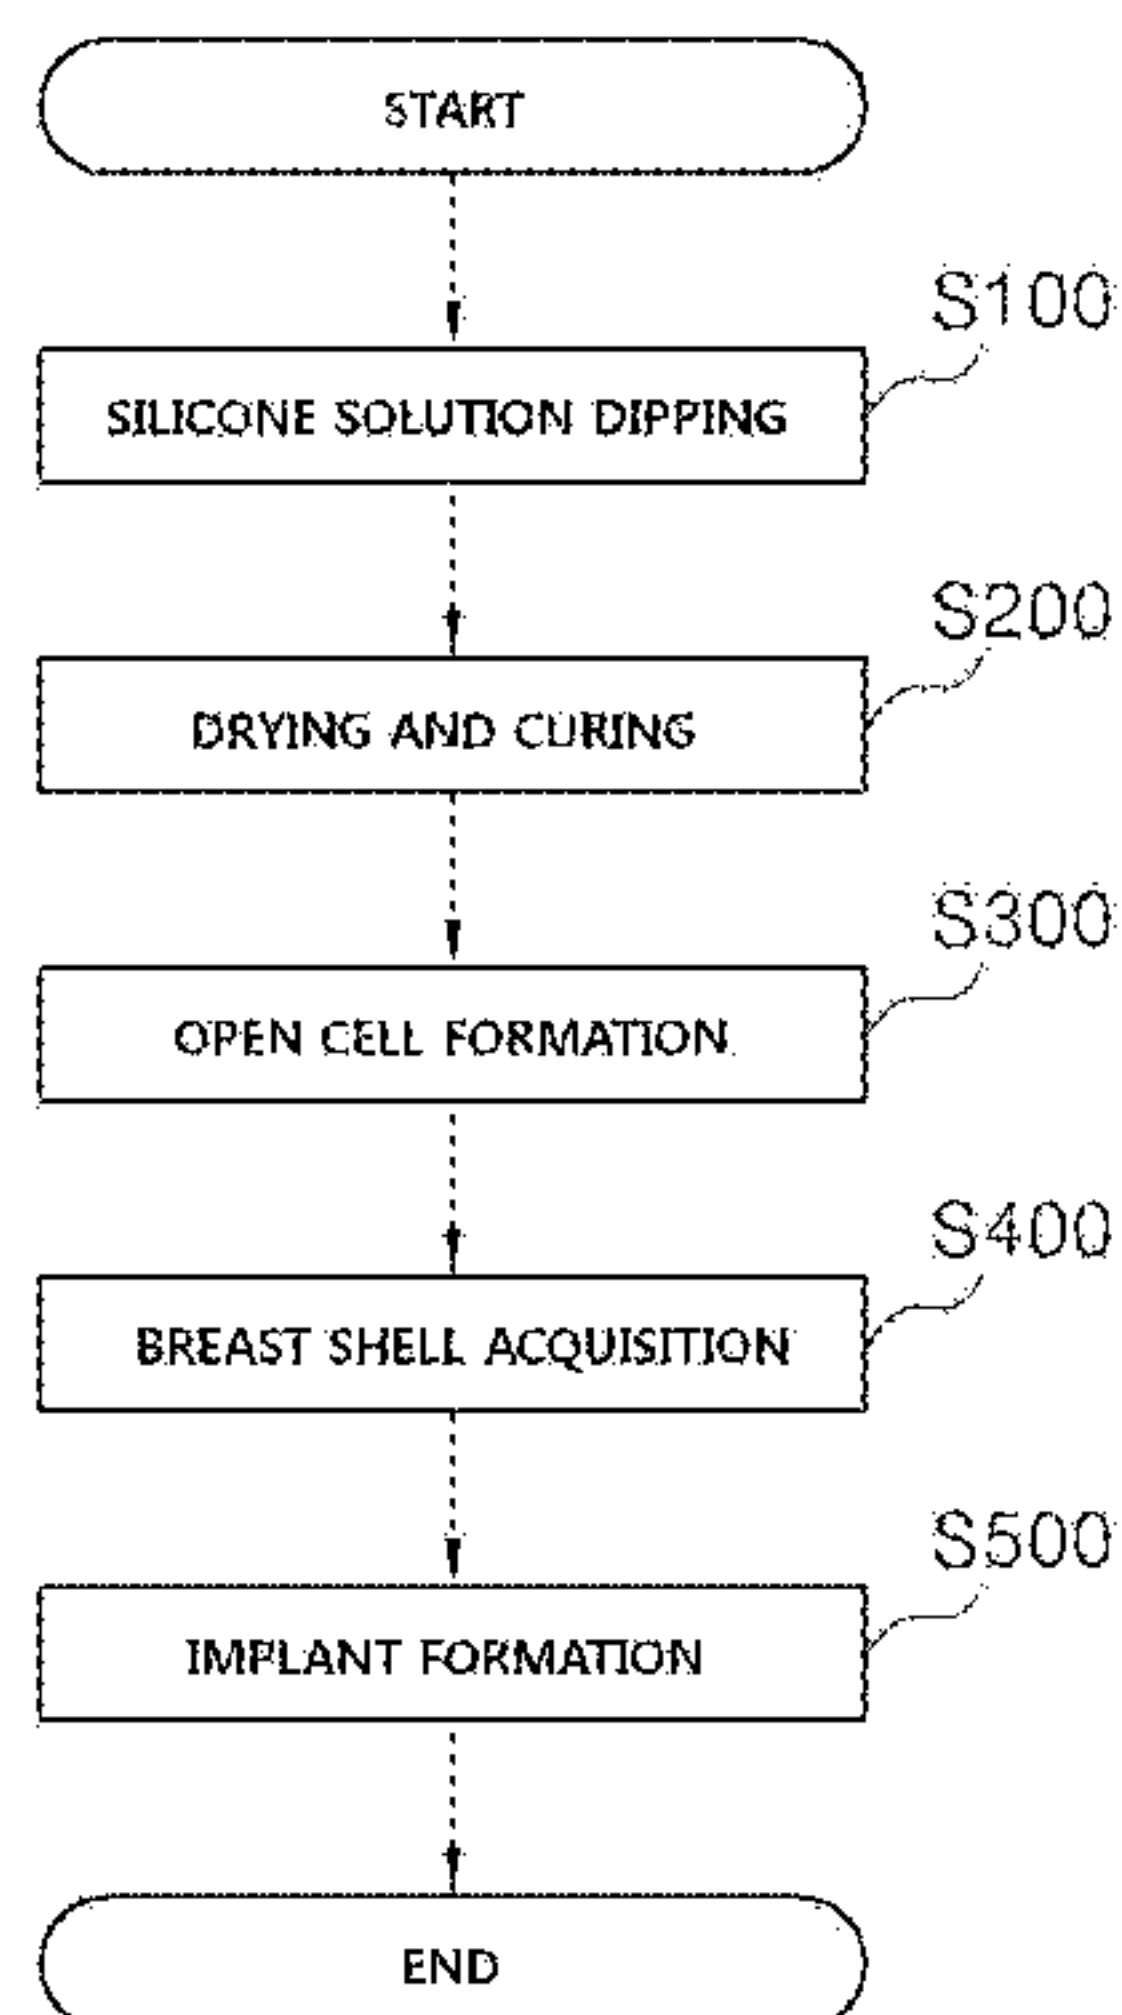 START
S100
SILICONE SOLUTION DIPPING
S200
DRYING AND CURING
S300
OPEN CELL FORMATION
S400
BREAST SHELL ACQUISITION
S500
IMPLANT FORMATION
END